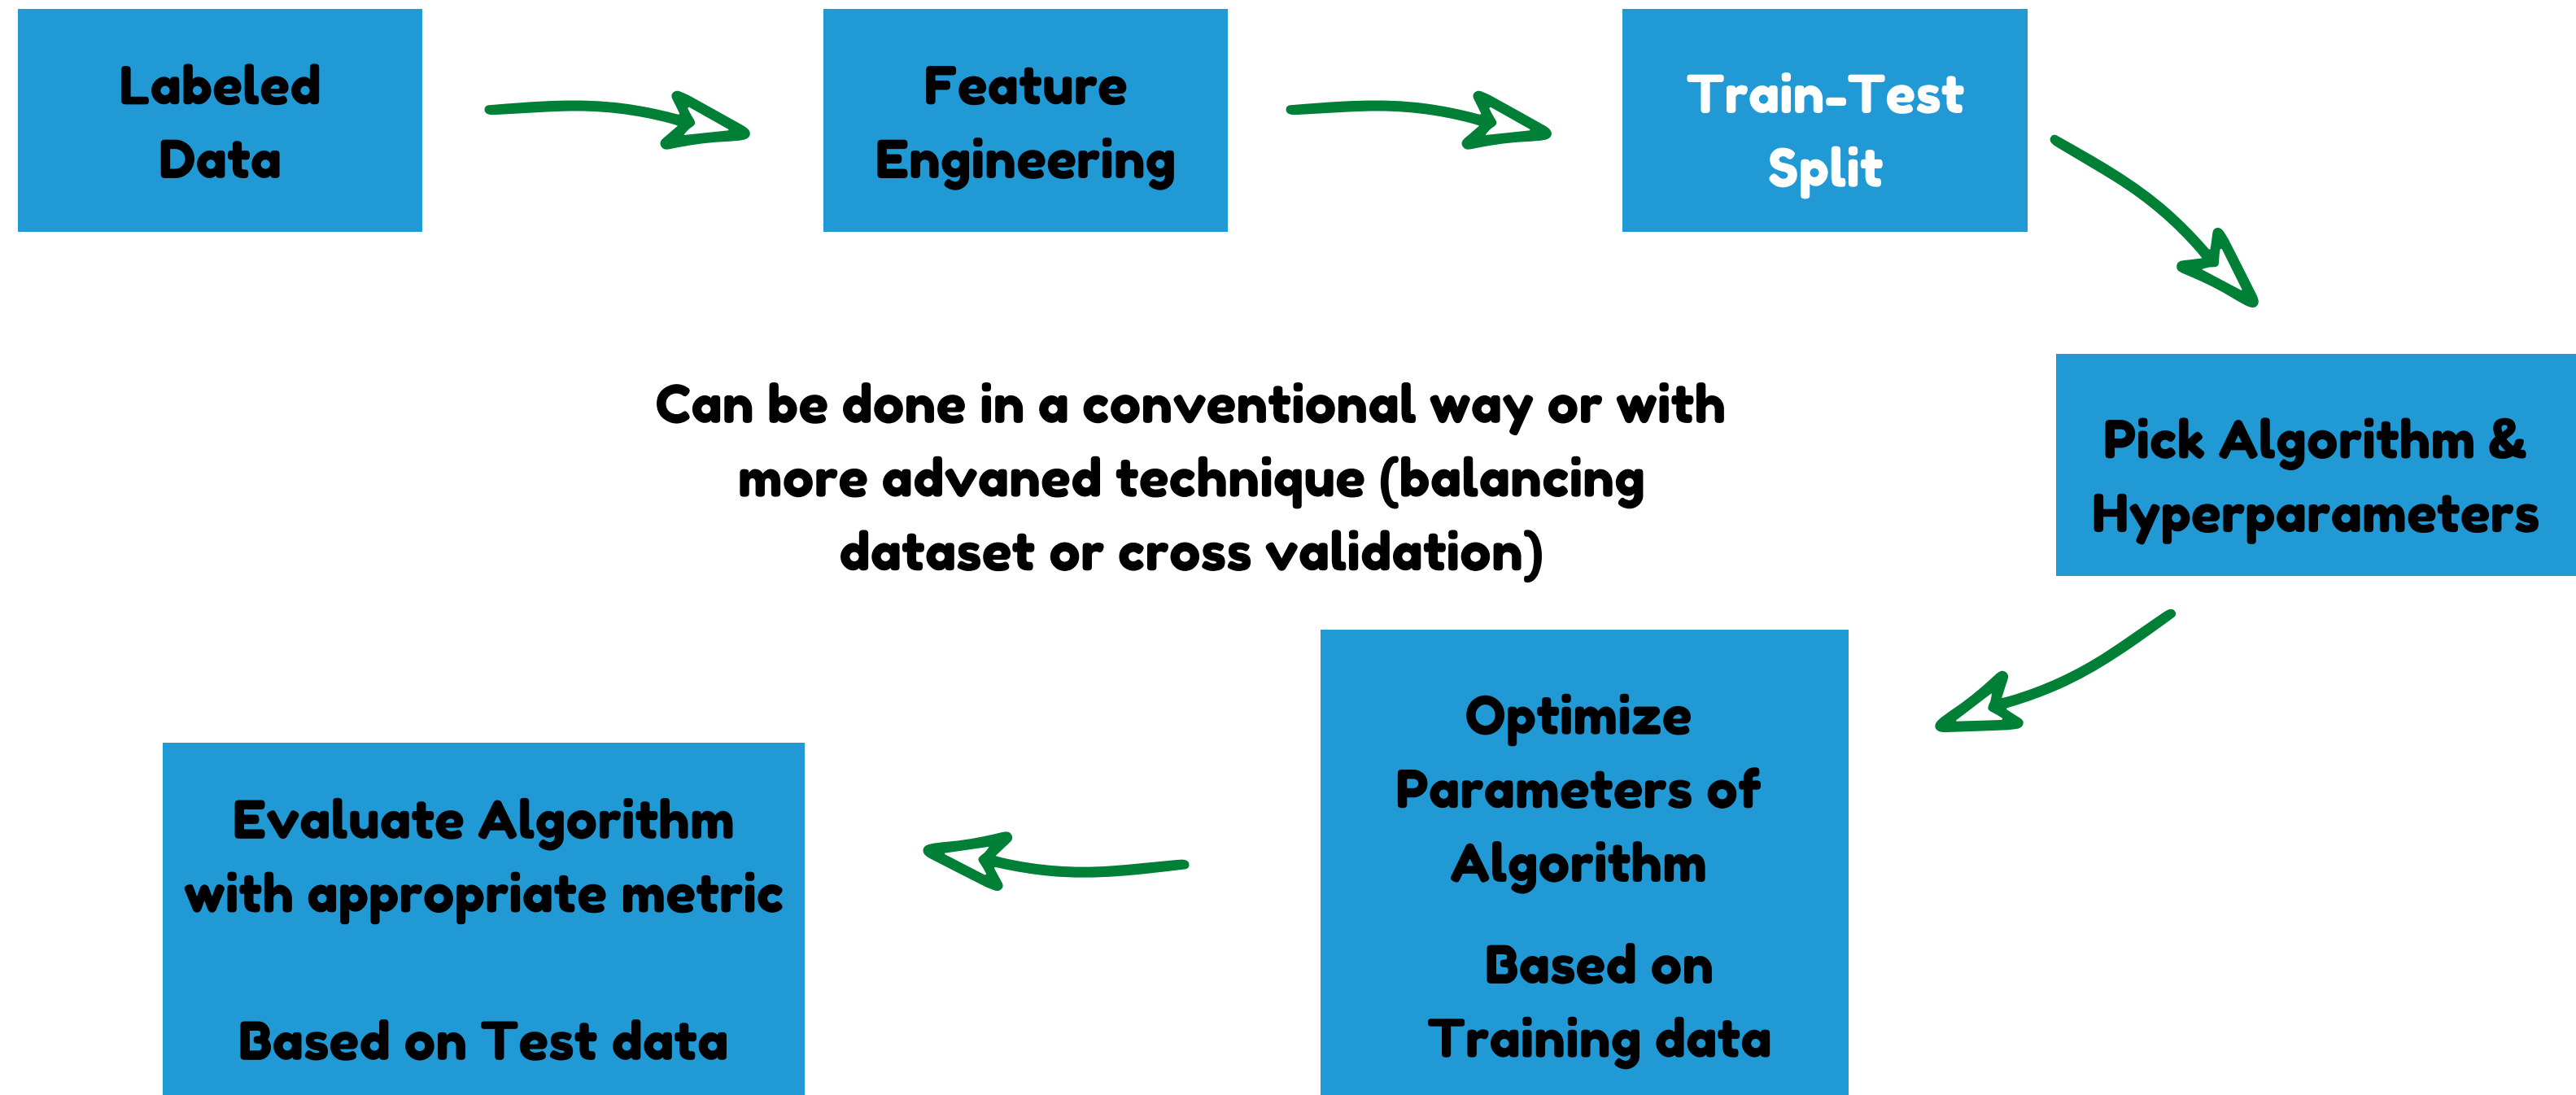 Labeled
Data
Feature
Engineering
Train-Test
Split
Can be done in a conventional way or with
more advaned technique (balancing
dataset or cross validation)
Pick Algorithm &
Hyperparameters
Optimize
Parameters of
Algorithm
Based on
Training data
Evaluate Algorithm
with appropriate metric
Based on Test data